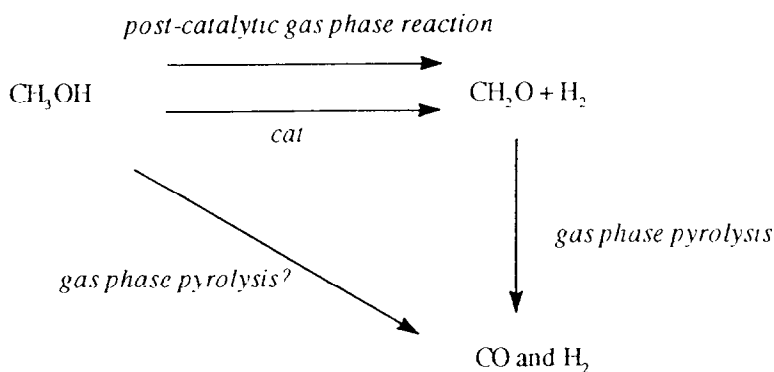 post-catalytic gas phase reaction
CH₃OH
CH₂O + H₂
cat
gas phase pyrolysis
gas phase pyrolysis?
CO and H₂